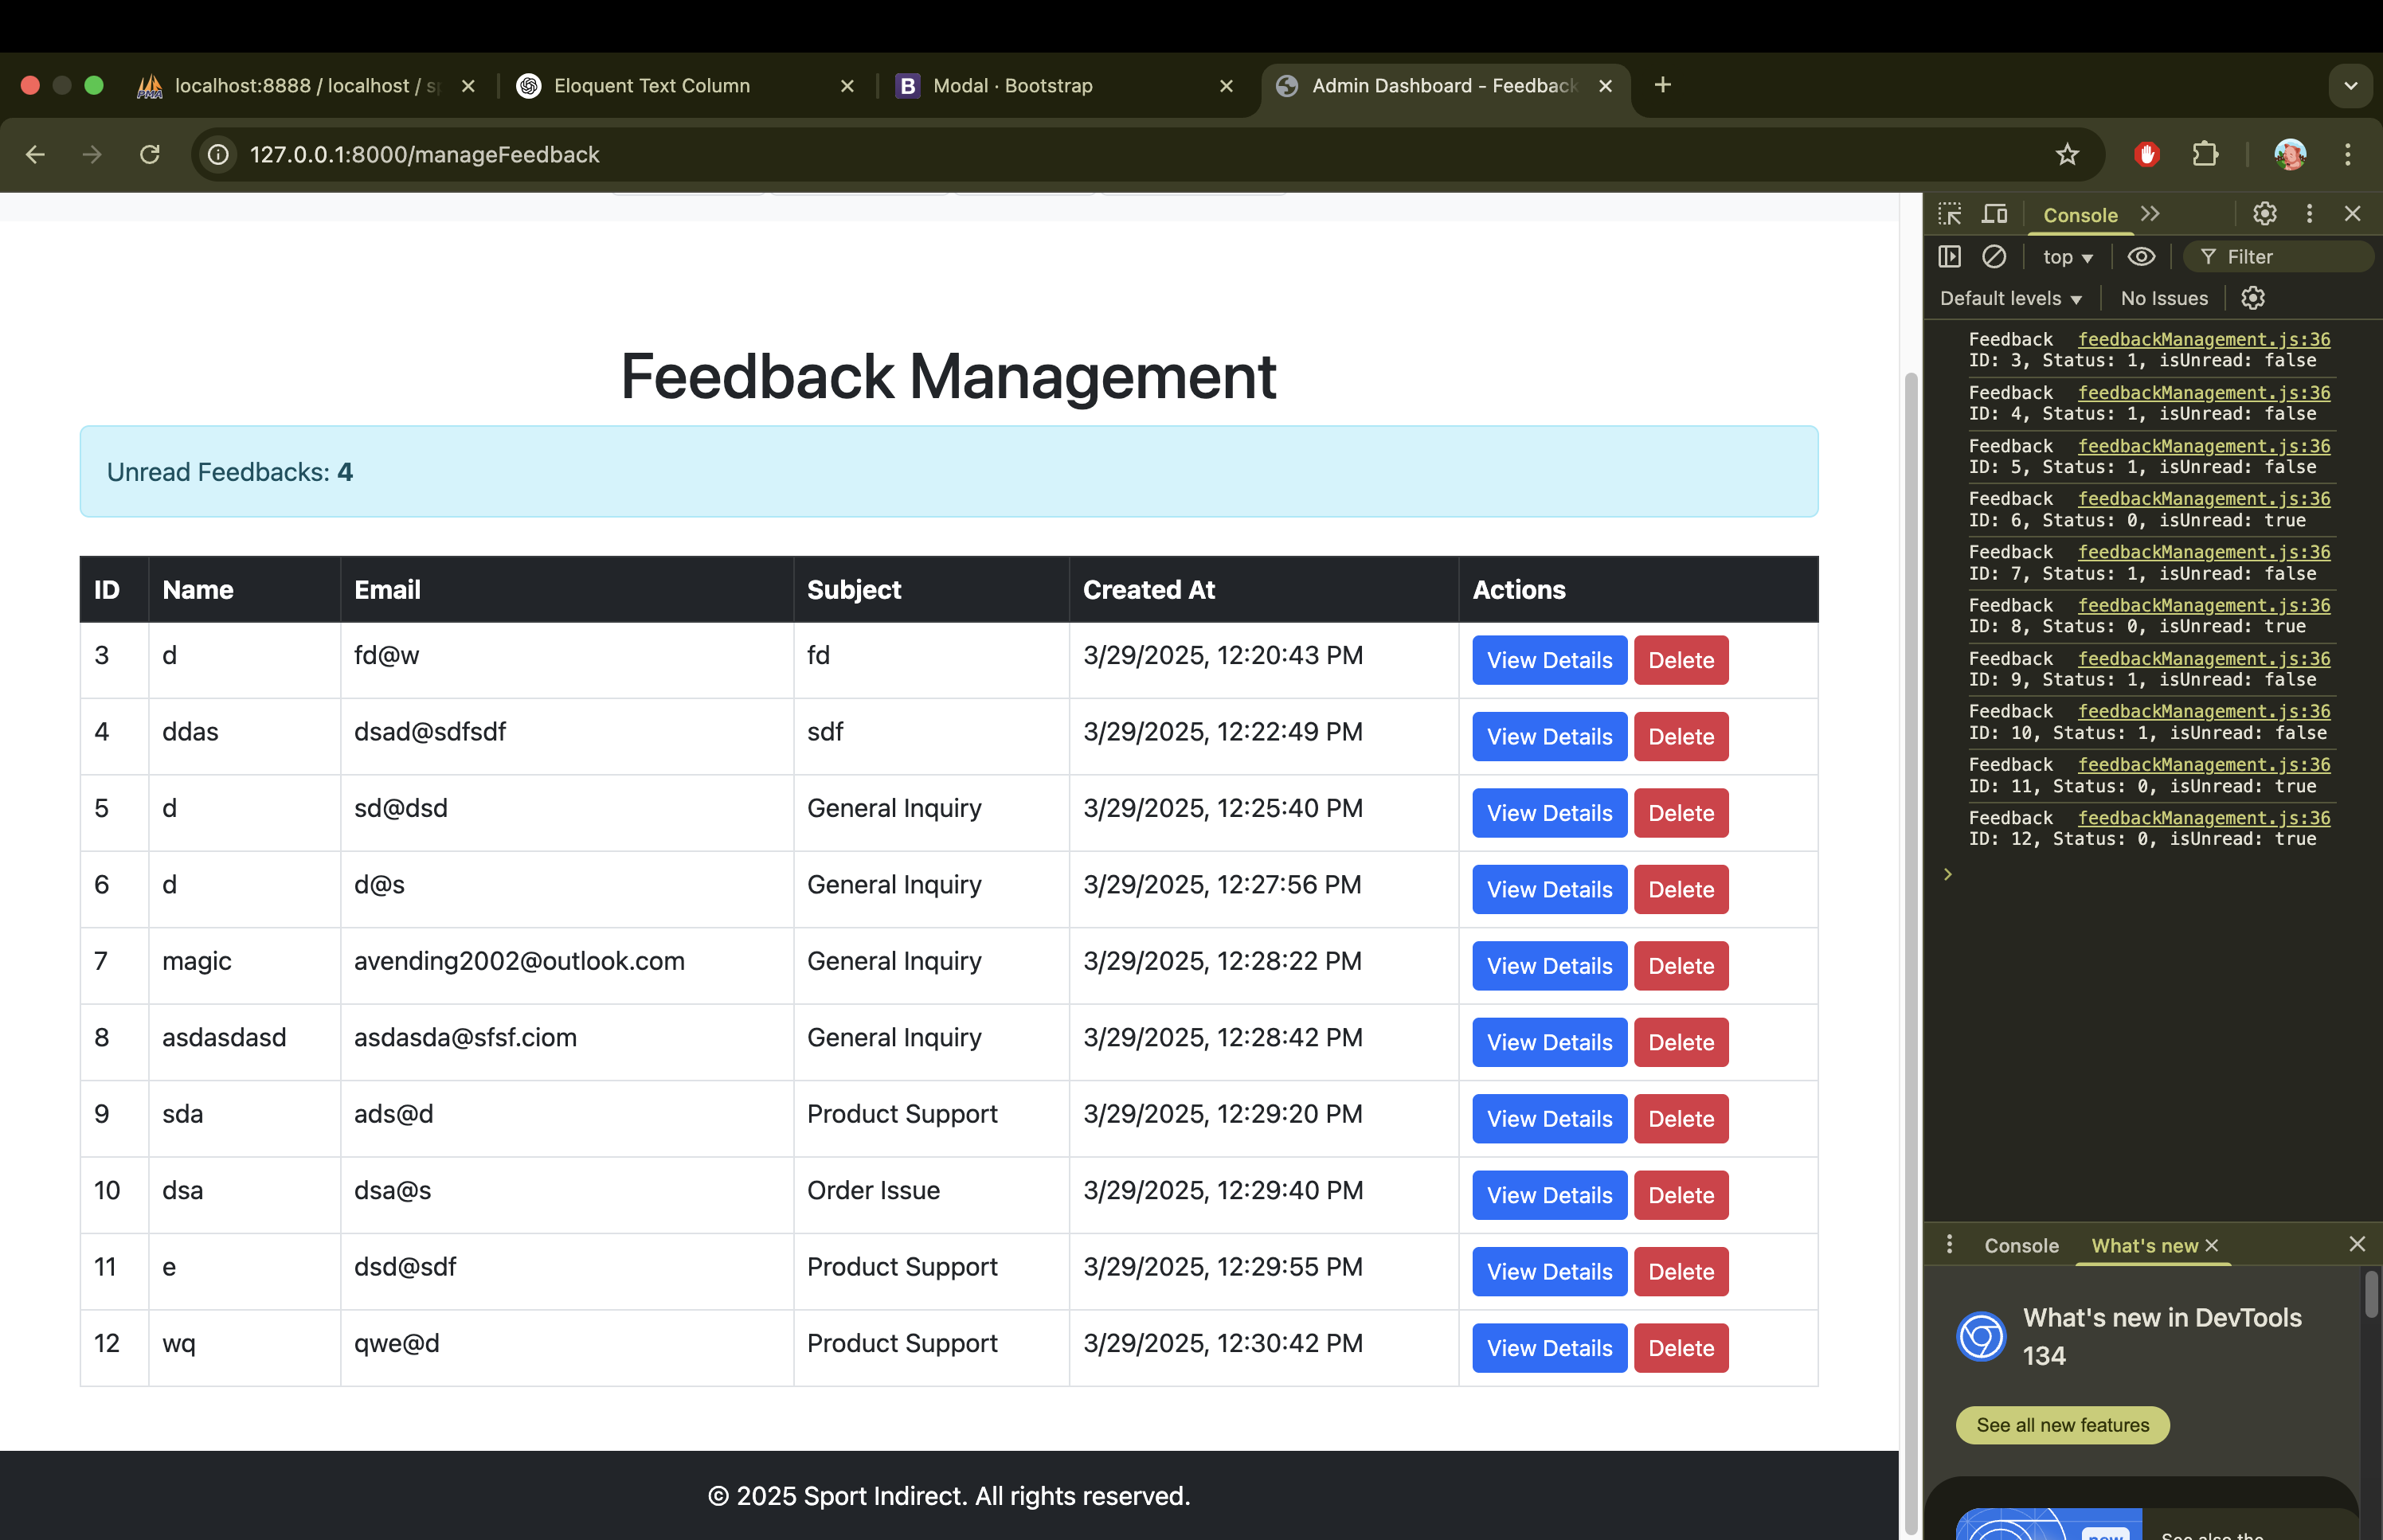 localhost:8888 / localhost / sp
Eloquent Text Column
B Modal · Bootstrap
Admin Dashboard - Feedback
127.0.0.1:8000/manageFeedback
Console
top
Filter
Default levels
No Issues
Feedback feedbackManagement.js:36
ID: 3, Status: 1, isUnread: false
Feedback feedbackManagement.js:36
ID: 4, Status: 1, isUnread: false
Feedback feedbackManagement.js:36
ID: 5, Status: 1, isUnread: false
Feedback feedbackManagement.js:36
ID: 6, Status: 0, isUnread: true
Feedback feedbackManagement.js:36
ID: 7, Status: 1, isUnread: false
Feedback feedbackManagement.js:36
ID: 8, Status: 0, isUnread: true
Feedback feedbackManagement.js:36
ID: 9, Status: 1, isUnread: false
Feedback feedbackManagement.js:36
ID: 10, Status: 1, isUnread: false
Feedback feedbackManagement.js:36
ID: 11, Status: 0, isUnread: true
Feedback feedbackManagement.js:36
ID: 12, Status: 0, isUnread: true
Feedback Management
Unread Feedbacks: 4
ID Name Email Subject Created At Actions
3 d fd@w fd 3/29/2025, 12:20:43 PM View Details Delete
4 ddas dsad@sdfsdf sdf 3/29/2025, 12:22:49 PM View Details Delete
5 d sd@dsd General Inquiry 3/29/2025, 12:25:40 PM View Details Delete
6 d d@s General Inquiry 3/29/2025, 12:27:56 PM View Details Delete
7 magic avending2002@outlook.com General Inquiry 3/29/2025, 12:28:22 PM View Details Delete
8 asdasdasd asdasda@sfsf.ciom General Inquiry 3/29/2025, 12:28:42 PM View Details Delete
9 sda ads@d Product Support 3/29/2025, 12:29:20 PM View Details Delete
10 dsa dsa@s Order Issue 3/29/2025, 12:29:40 PM View Details Delete
11 e dsd@sdf Product Support 3/29/2025, 12:29:55 PM View Details Delete
12 wq qwe@d Product Support 3/29/2025, 12:30:42 PM View Details Delete
© 2025 Sport Indirect. All rights reserved.
Console
What's new
What's new in DevTools
134
See all new features
new
See also the